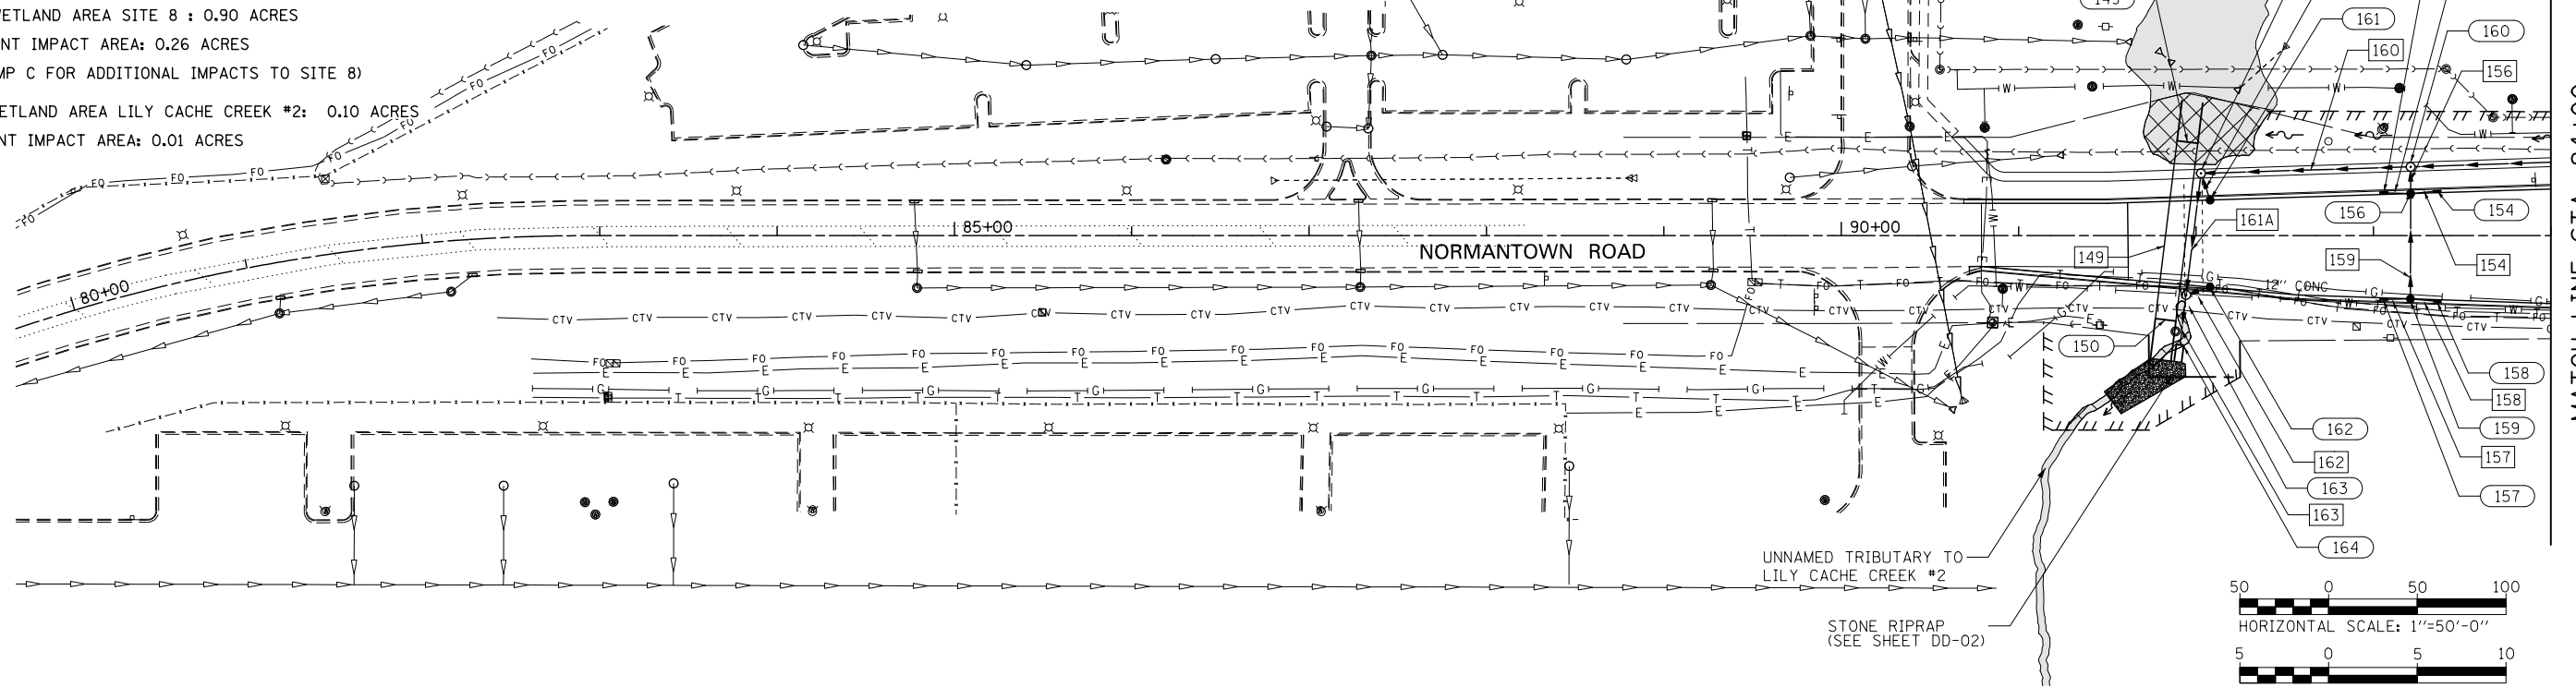 WETLAND AREA SITE 8 : 0.90 ACRES
NT IMPACT AREA: 0.26 ACRES
MP C FOR ADDITIONAL IMPACTS TO SITE 8)
WETLAND AREA LILY CACHE CREEK #2: 0.10 ACRES
NT IMPACT AREA: 0.01 ACRES
161
160
160
156
156
154
161A
149
159
154
80+00
85+00
90+00
NORMANTOWN ROAD
12" CONC
150
158
158
159
157
157
162
162
163
163
164
FO
CTV
E
G
T
W
UNNAMED TRIBUTARY TO
LILY CACHE CREEK #2
STONE RIPRAP
(SEE SHEET DD-02)
50 0 50 100
HORIZONTAL SCALE: 1"=50'-0"
5 0 5 10